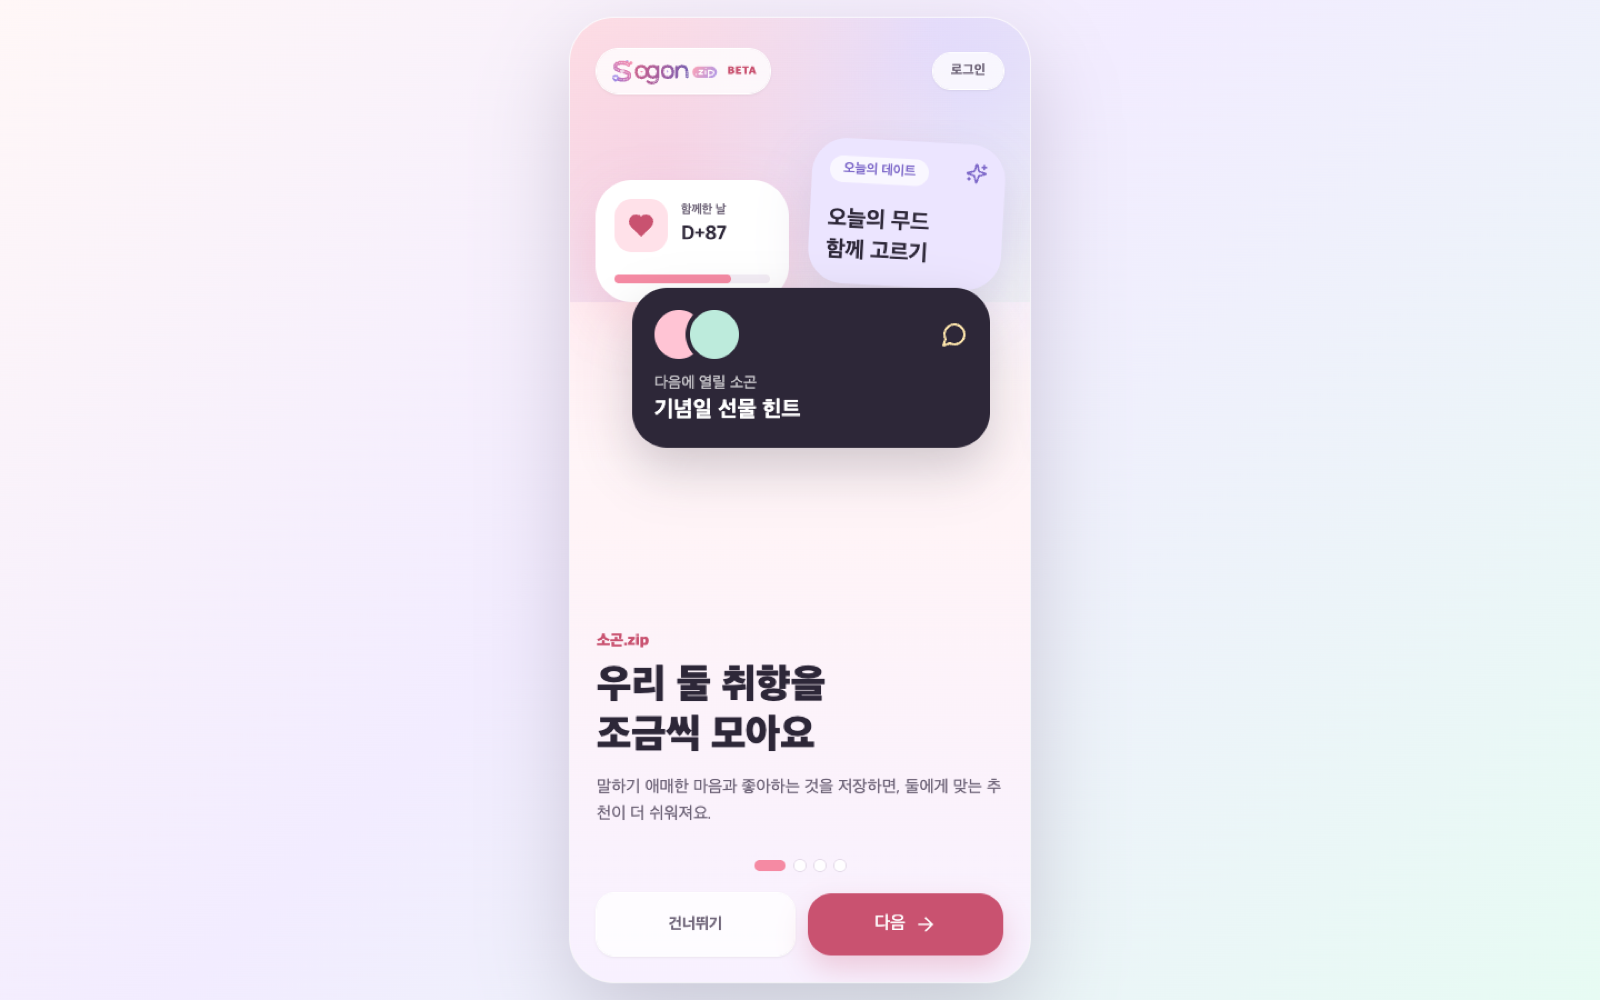 Sogon zip BETA
로그인
오늘의 데이트
오늘의 무드
함께 고르기
함께한 날
D+87
다음에 열릴 소곤
기념일 선물 힌트
소곤.zip
우리 둘 취향을
조금씩 모아요
말하기 애매한 마음과 좋아하는 것을 저장하면, 둘에게 맞는 추
천이 더 쉬워져요.
건너뛰기
다음